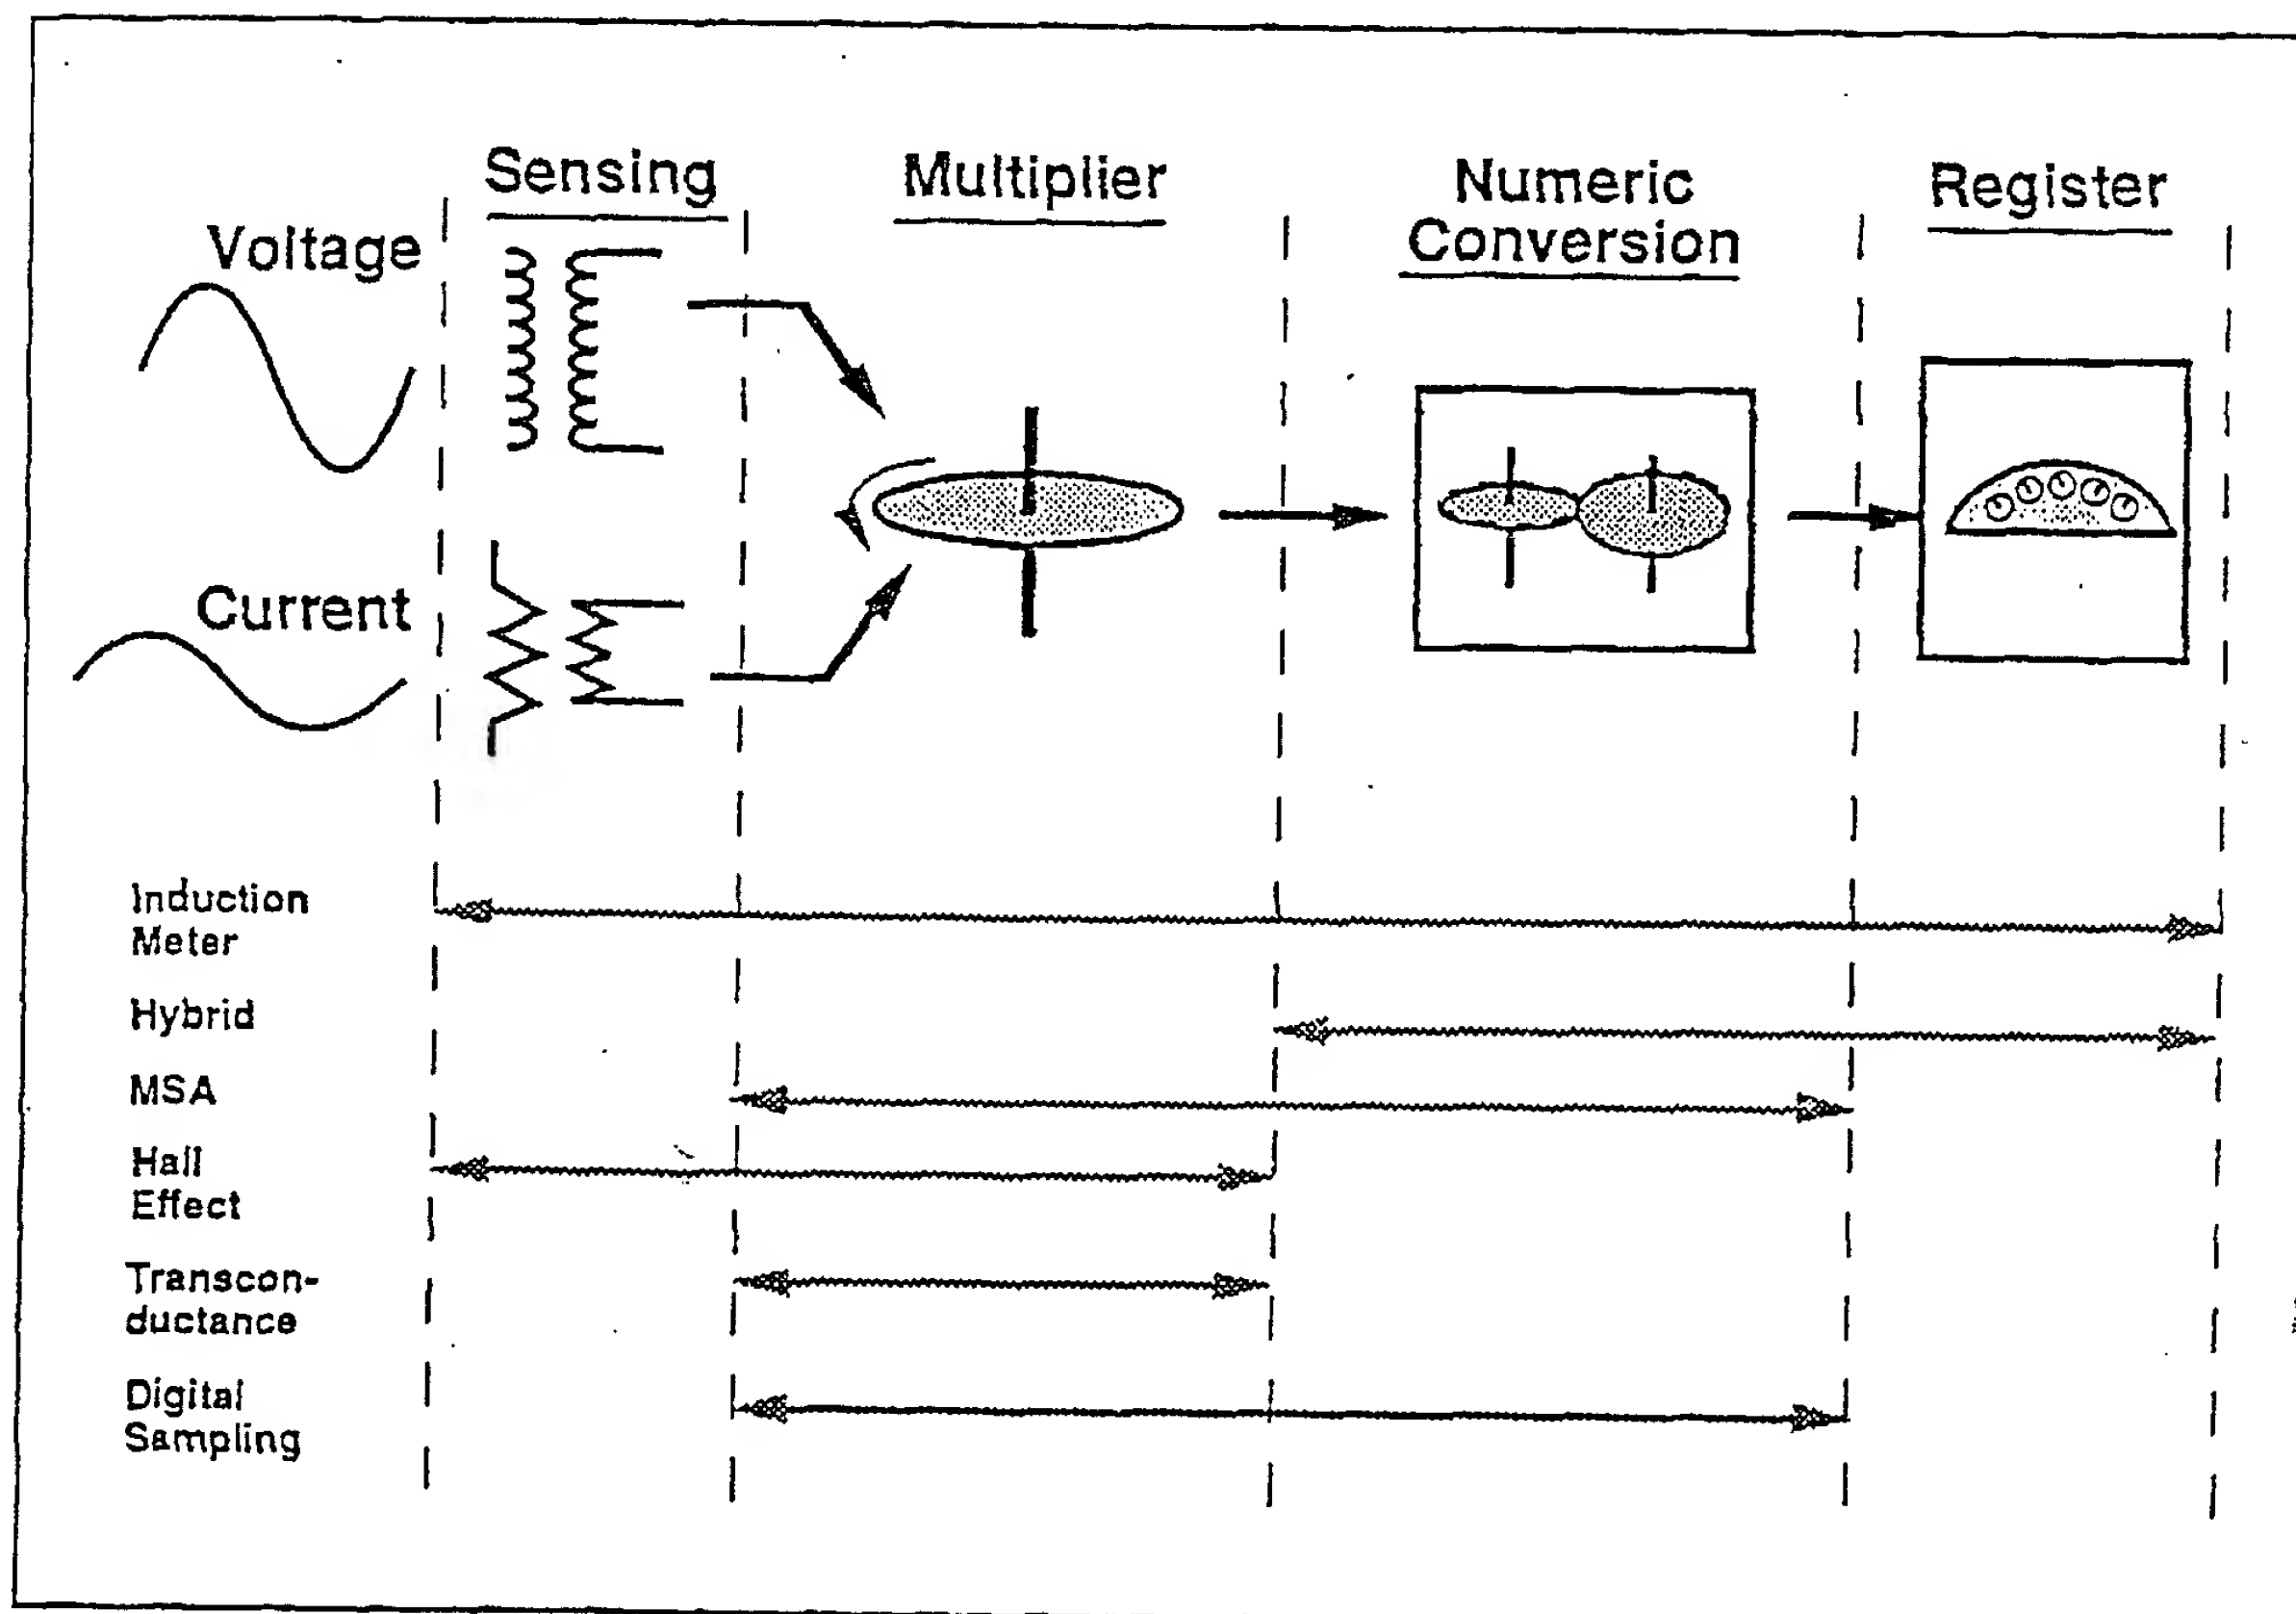 Sensing
Multiplier
Numeric
Conversion
Register
Voltage
Current
Induction
Meter
Hybrid
MSA
Hall
Effect
Transcon-
ductance
Digital
Sampling